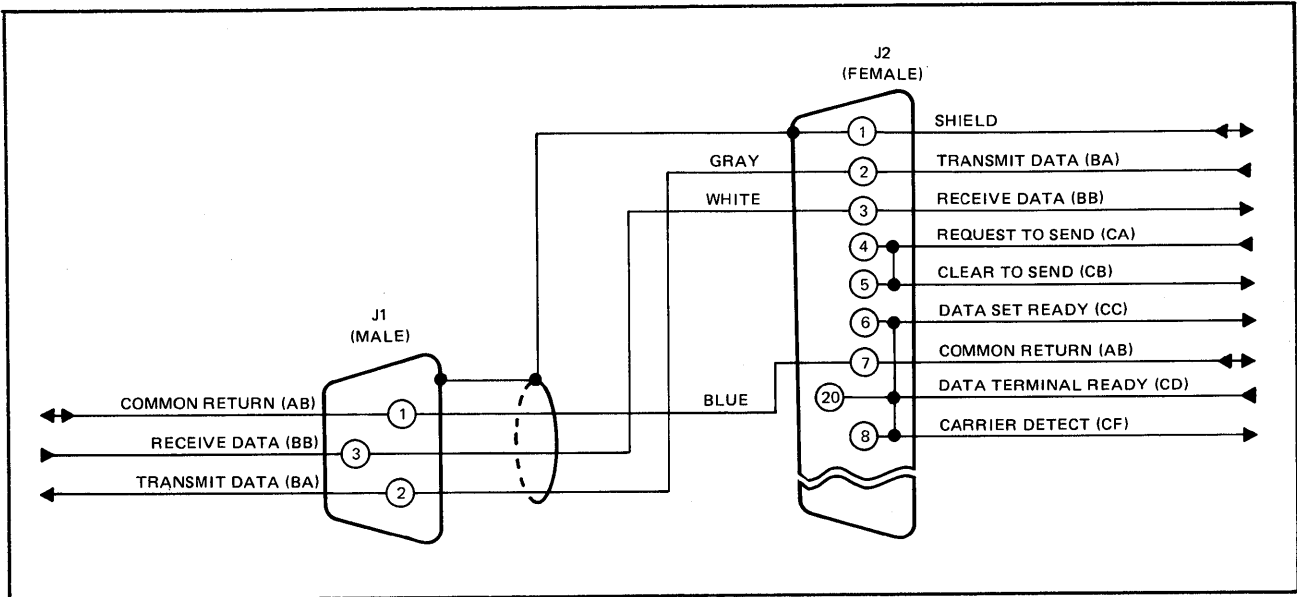 J2
(FEMALE)
1
SHIELD
GRAY
2
TRANSMIT DATA (BA)
WHITE
3
RECEIVE DATA (BB)
4
REQUEST TO SEND (CA)
5
CLEAR TO SEND (CB)
6
DATA SET READY (CC)
7
COMMON RETURN (AB)
BLUE
20
DATA TERMINAL READY (CD)
8
CARRIER DETECT (CF)
J1
(MALE)
COMMON RETURN (AB)
1
RECEIVE DATA (BB)
3
TRANSMIT DATA (BA)
2